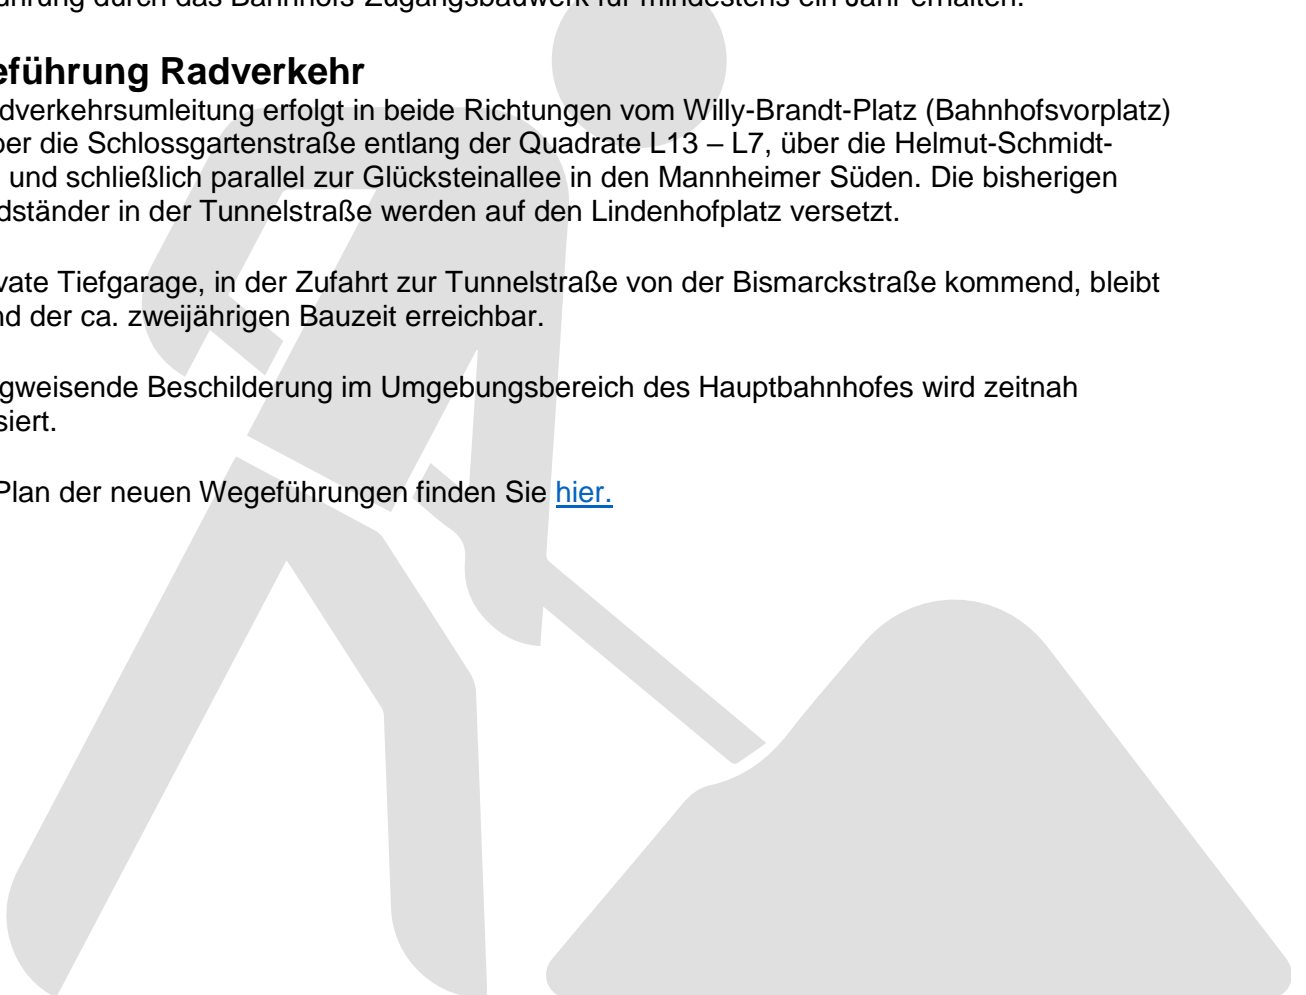 ührung durch das Bahnhofs-Zugangsbauwerk für mindestens ein Jahr erhalten.
eführung Radverkehr
dverkehrsumleitung erfolgt in beide Richtungen vom Willy-Brandt-Platz (Bahnhofsvorplatz)
ber die Schlossgartenstraße entlang der Quadrate L13 – L7, über die Helmut-Schmidt-
und schließlich parallel zur Glücksteinallee in den Mannheimer Süden. Die bisherigen
dständer in der Tunnelstraße werden auf den Lindenhofplatz versetzt.
vate Tiefgarage, in der Zufahrt zur Tunnelstraße von der Bismarckstraße kommend, bleibt
nd der ca. zweijährigen Bauzeit erreichbar.
gweisende Beschilderung im Umgebungsbereich des Hauptbahnhofes wird zeitnah
siert.
Plan der neuen Wegeführungen finden Sie hier.